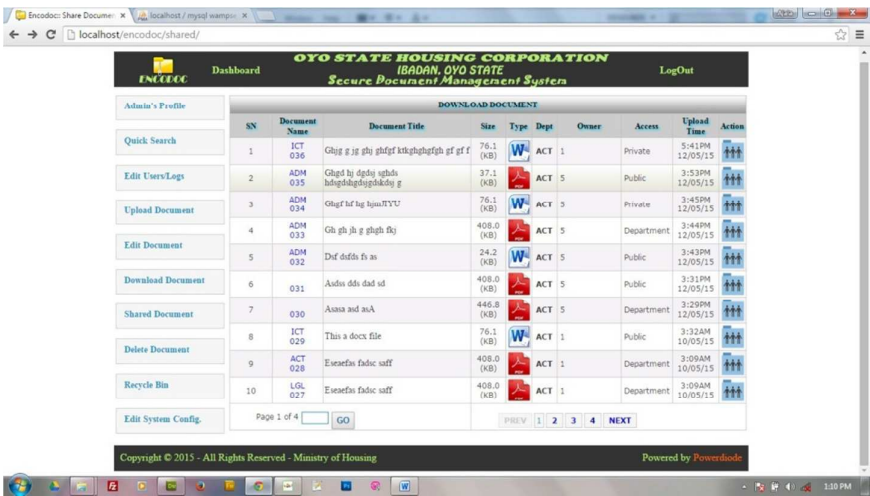 Encodoc: Share Documen
localhost / mysql wampse
localhost/encodoc/shared/
ENCODOC
Dashboard
OYO STATE HOUSING CORPORATION
IBADAN, OYO STATE
Secure Document Management System
LogOut
Admin's Profile
Quick Search
Edit Users/Logs
Upload Document
Edit Document
Download Document
Shared Document
Delete Document
Recycle Bin
Edit System Config.
DOWNLOAD DOCUMENT
SN Document Name Document Title Size Type Dept Owner Access Upload Time Action
1 ICT 036 Ghjg g jg ghj ghfgf ktkghghgfgh gf gf f 76.1 (KB) ACT 1 Private 5:41PM 12/05/15
2 ADM 035 Ghgd hj dgdsj sghds hdsgdshgdsjgdskdsj g 37.1 (KB) PDF ACT 5 Public 3:53PM 12/05/15
3 ADM 034 76.1 (KB) ACT 5 Private 3:45PM 12/05/15
4 ADM 033 Gh gh jh g ghgh fkj 408.0 (KB) PDF ACT 5 Department 3:44PM 12/05/15
5 ADM 032 Dsf dsfds fs as 24.2 (KB) ACT 5 Public 3:43PM 12/05/15
6 031 Asdss dds dad sd 408.0 (KB) PDF ACT 5 Public 3:31PM 12/05/15
7 030 Asasa asd asA 446.8 (KB) PDF ACT 5 Department 3:29PM 12/05/15
8 ICT 029 This a docx file 76.1 (KB) ACT 1 Public 3:32AM 10/05/15
9 ACT 028 Eseaefas fadsc saff 408.0 (KB) PDF ACT 1 Department 3:09AM 10/05/15
10 LGL 027 Eseaefas fadsc saff 408.0 (KB) PDF ACT 1 Department 3:09AM 10/05/15
Page 1 of 4 GO
PREV 1 2 3 4 NEXT
Copyright © 2015 - All Rights Reserved - Ministry of Housing
Powered by Powerdiode
1:10 PM